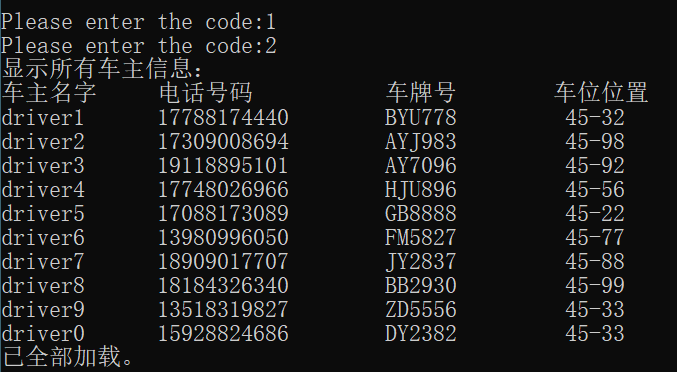 Please enter the code:1
Please enter the code:2
显示所有车主信息：
车主名字 电话号码 车牌号 车位位置
driver1 17788174440 BYU778 45-32
driver2 17309008694 AYJ983 45-98
driver3 19118895101 AY7096 45-92
driver4 17748026966 HJU896 45-56
driver5 17088173089 GB8888 45-22
driver6 13980996050 FM5827 45-77
driver7 18909017707 JY2837 45-88
driver8 18184326340 BB2930 45-99
driver9 13518319827 ZD5556 45-33
driver0 15928824686 DY2382 45-33
已全部加载。